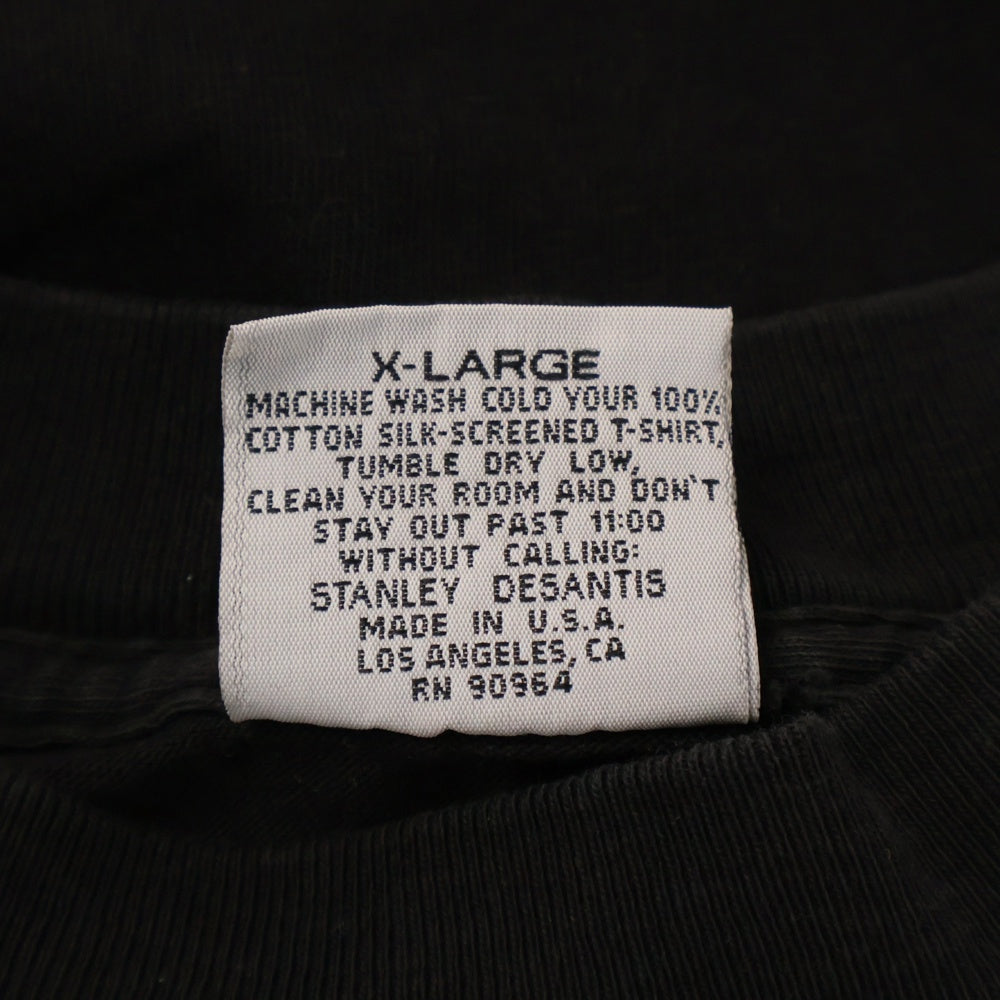 X-LARGE
MACHINE WASH COLD YOUR 100%
COTTON SILK-SCREENED T-SHIRT,
TUMBLE DRY LOW,
CLEAN YOUR ROOM AND DON'T
STAY OUT PAST 11:00
WITHOUT CALLING:
STANLEY DESANTIS
MADE IN U.S.A.
LOS ANGELES, CA
RN 90964